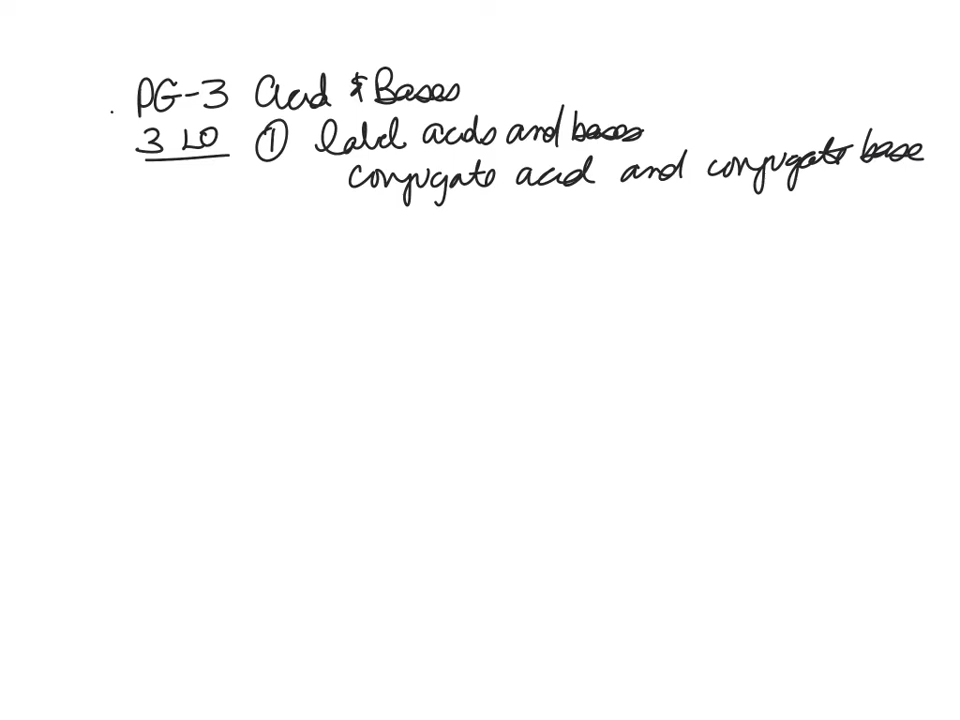 PG-3 Acid & Bases
3 LO ① label acids and bases
conjugate acid and conjugate base